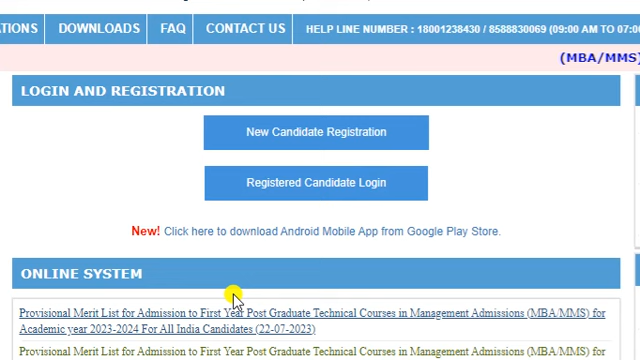 ATIONS DOWNLOADS FAQ CONTACT US HELP LINE NUMBER : 18001238430 / 8588830069 (09:00 AM TO 07:00
(MBA/MMS)
LOGIN AND REGISTRATION
New Candidate Registration
Registered Candidate Login
New! Click here to download Android Mobile App from Google Play Store.
ONLINE SYSTEM
Provisional Merit List for Admission to First Year Post Graduate Technical Courses in Management Admissions (MBA/MMS) for
Academic year 2023-2024 For All India Candidates (22-07-2023)
Provisional Merit List for Admission to First Year Post Graduate Technical Courses in Management Admissions (MBA/MMS) for